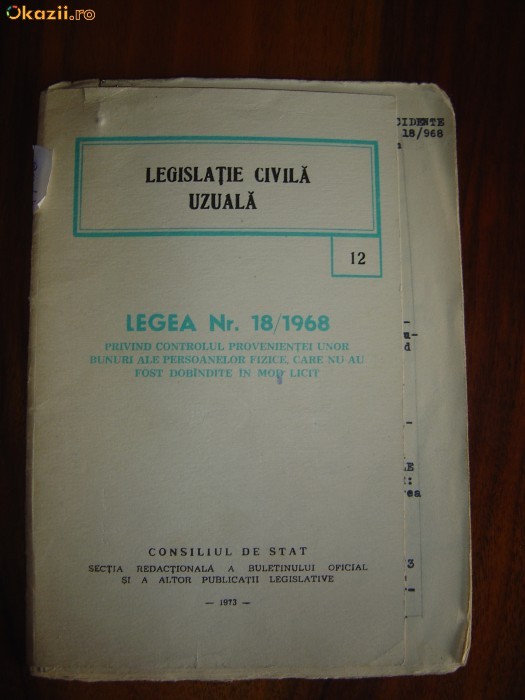 Okazii.ro
LEGISLAȚIE CIVILĂ
UZUALĂ
12
LEGEA Nr. 18/1968
PRIVIND CONTROLUL PROVENIENȚEI UNOR
BUNURI ALE PERSOANELOR FIZICE, CARE NU AU
FOST DOBÎNDITE ÎN MOD LICIT
CONSILIUL DE STAT
SECȚIA REDACȚIONALĂ A BULETINULUI OFICIAL
ȘI A ALTOR PUBLICAȚII LEGISLATIVE
— 1973 —
CIDENTE
18/968